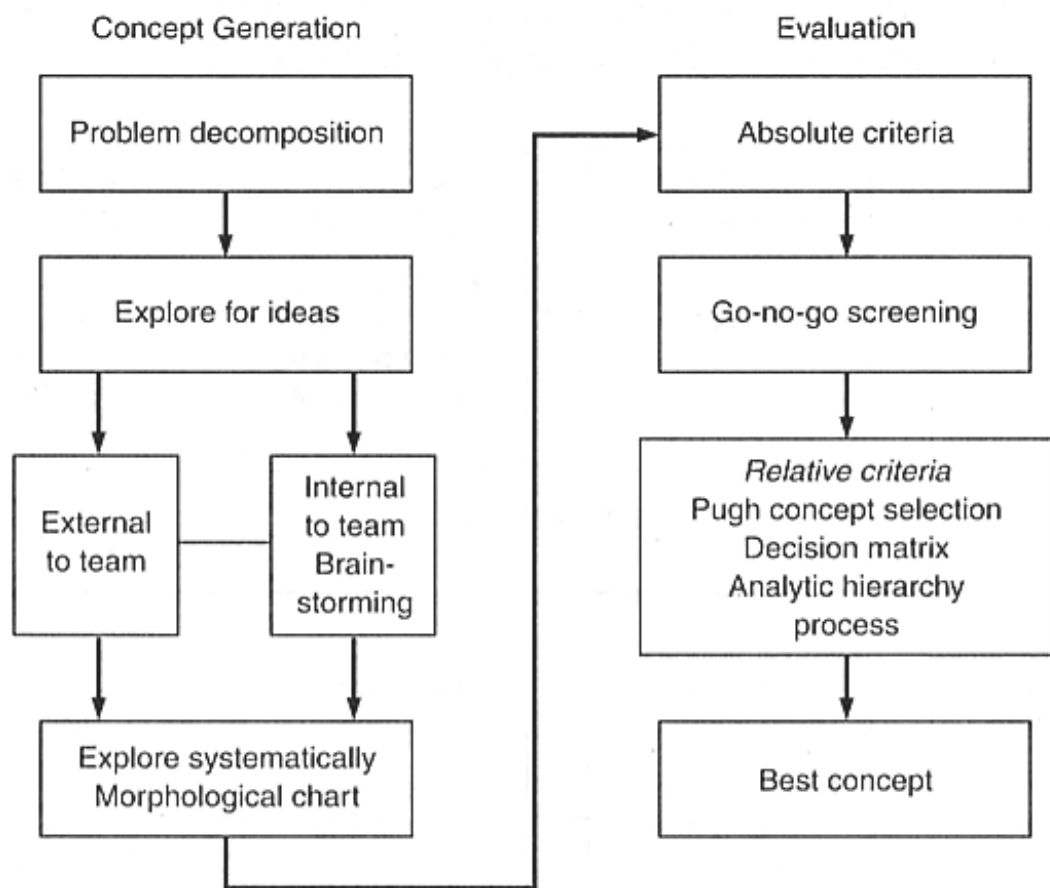 Concept Generation
Problem decomposition
Explore for ideas
External
to team
Internal
to team
Brain-
storming
Explore systematically
Morphological chart
Evaluation
Absolute criteria
Go-no-go screening
Relative criteria
Pugh concept selection
Decision matrix
Analytic hierarchy
process
Best concept